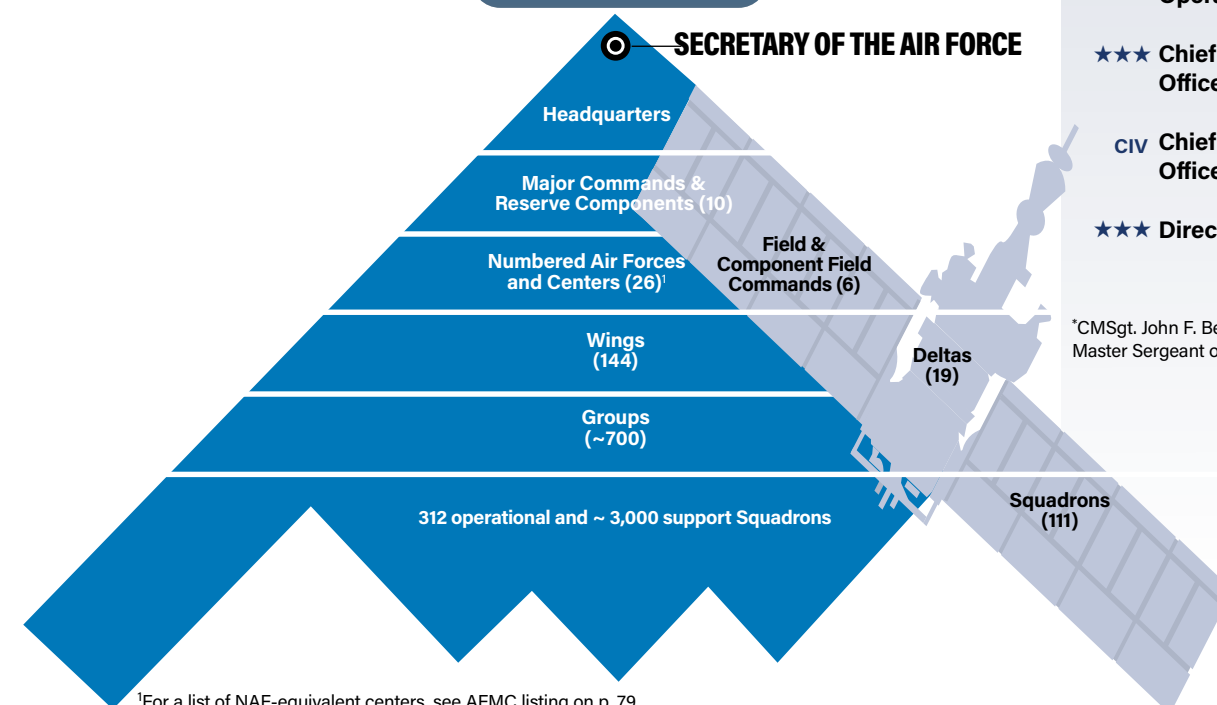 SECRETARY OF THE AIR FORCE
Headquarters
Major Commands &
Reserve Components (10)
Numbered Air Forces
and Centers (26)¹
Wings
(144)
Groups
(~700)
312 operational and ~ 3,000 support Squadrons
Field &
Component Field
Commands (6)
Deltas
(19)
Squadrons
(111)
★★★ Chief
Office
CIV Chief
Office
★★★ Direc
*CMSgt. John F. Be
Master Sergeant o
¹For a list of NAF-equivalent centers, see AFMC listing on p. 79